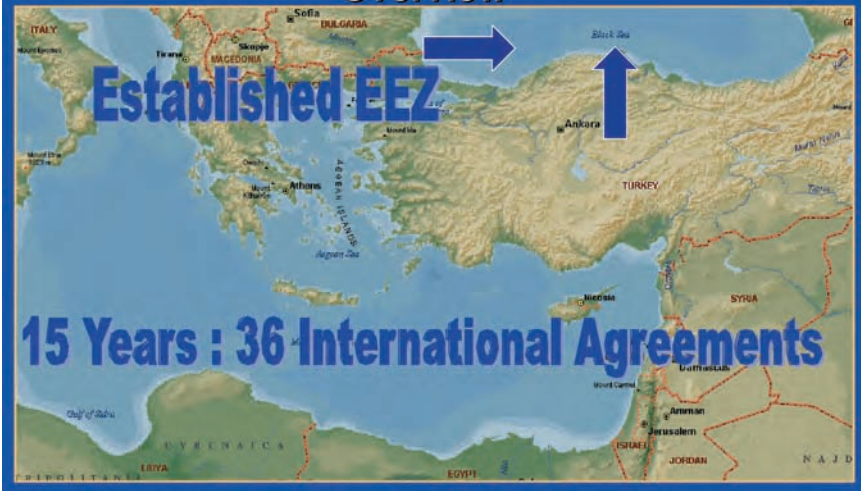 Overview
Sofia
ITALY
BULGARIA
Black Sea
Skopje
Tirana
MACEDONIA
Established EEZ
Ankara
TURKEY
Athens
AEGEAN ISLANDS
Aegean Sea
Nicosia
SYRIA
15 Years : 36 International Agreements
Damascus
Mount Carmel
Gulf of Sidra
Amman
Jerusalem
CYRENAICA
ISRAEL
NAJD
LIBYA
EGYPT
JORDAN
TRIPOLITANIA